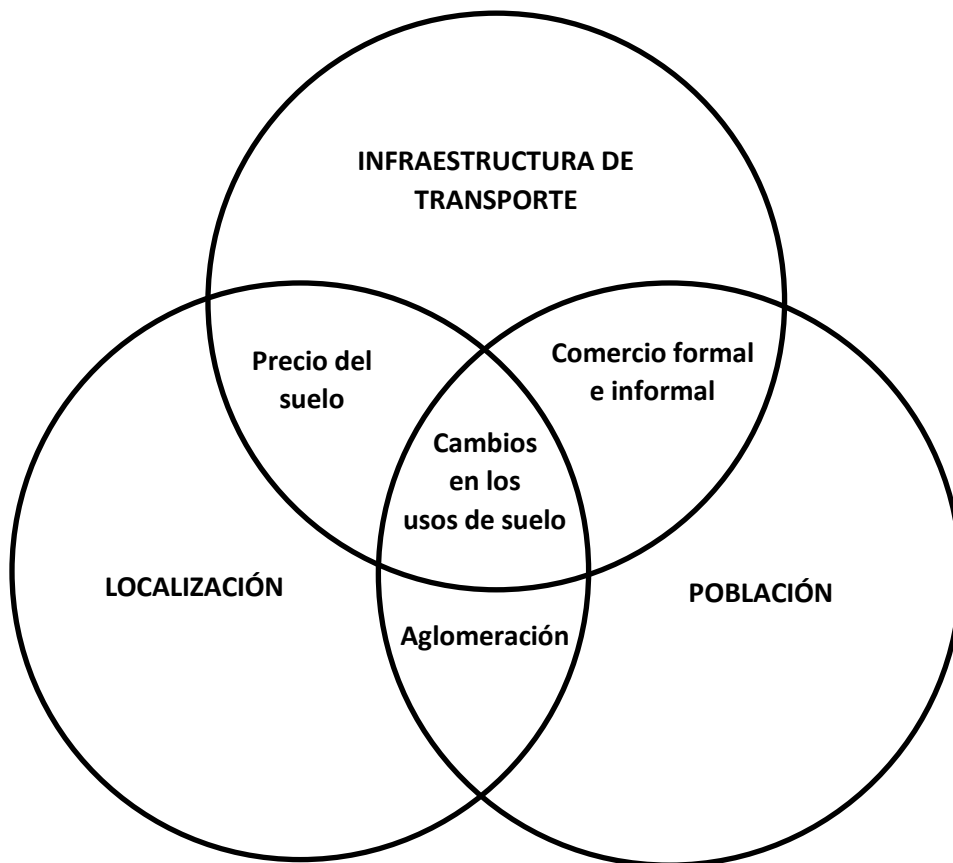 INFRAESTRUCTURA DE
TRANSPORTE
Precio del
suelo
Comercio formal
e informal
Cambios
en los
usos de suelo
LOCALIZACIÓN
POBLACIÓN
Aglomeración